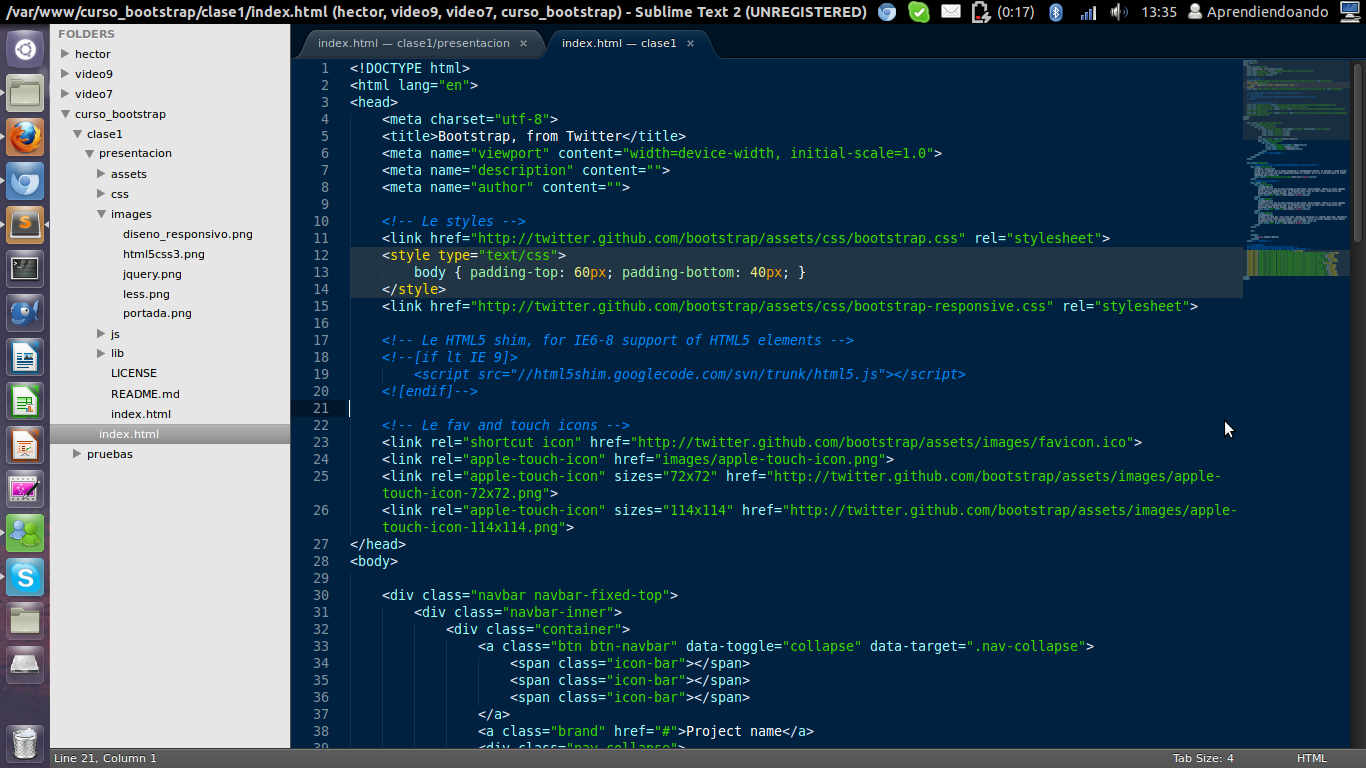 /var/www/curso_bootstrap/clase1/index.html (hector, video9, video7, curso_bootstrap) - Sublime Text 2 (UNREGISTERED)
(0:17)
13:35
Aprendiendoando
FOLDERS
hector
video9
video7
curso_bootstrap
clase1
presentacion
assets
css
images
diseno_responsivo.png
html5css3.png
jquery.png
less.png
portada.png
js
lib
LICENSE
README.md
index.html
index.html
pruebas
index.html — clase1/presentacion ×
index.html — clase1 ×
1 <!DOCTYPE html>
2 <html lang="en">
3 <head>
4 <meta charset="utf-8">
5 <title>Bootstrap, from Twitter</title>
6 <meta name="viewport" content="width=device-width, initial-scale=1.0">
7 <meta name="description" content="">
8 <meta name="author" content="">
9
10 <!-- Le styles -->
11 <link href="http://twitter.github.com/bootstrap/assets/css/bootstrap.css" rel="stylesheet">
12 <style type="text/css">
13 body { padding-top: 60px; padding-bottom: 40px; }
14 </style>
15 <link href="http://twitter.github.com/bootstrap/assets/css/bootstrap-responsive.css" rel="stylesheet">
16
17 <!-- Le HTML5 shim, for IE6-8 support of HTML5 elements -->
18 <!--[if lt IE 9]>
19 <script src="//html5shim.googlecode.com/svn/trunk/html5.js"></script>
20 <![endif]-->
21
22 <!-- Le fav and touch icons -->
23 <link rel="shortcut icon" href="http://twitter.github.com/bootstrap/assets/images/favicon.ico">
24 <link rel="apple-touch-icon" href="images/apple-touch-icon.png">
25 <link rel="apple-touch-icon" sizes="72x72" href="http://twitter.github.com/bootstrap/assets/images/apple-
touch-icon-72x72.png">
26 <link rel="apple-touch-icon" sizes="114x114" href="http://twitter.github.com/bootstrap/assets/images/apple-
touch-icon-114x114.png">
27 </head>
28 <body>
29
30 <div class="navbar navbar-fixed-top">
31 <div class="navbar-inner">
32 <div class="container">
33 <a class="btn btn-navbar" data-toggle="collapse" data-target=".nav-collapse">
34 <span class="icon-bar"></span>
35 <span class="icon-bar"></span>
36 <span class="icon-bar"></span>
37 </a>
38 <a class="brand" href="#">Project name</a>
39 <div class="nav-collapse">
Line 21, Column 1
Tab Size: 4
HTML